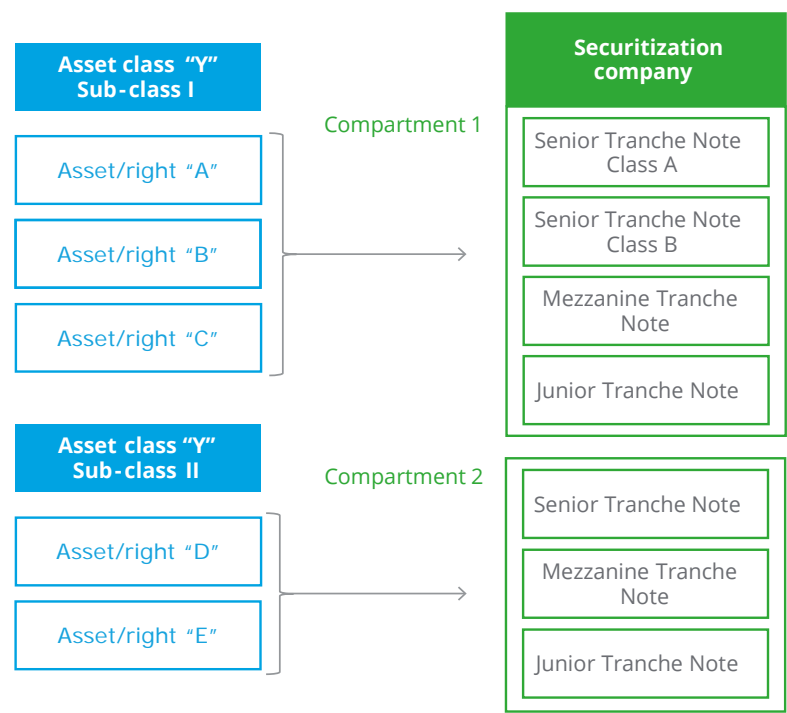 Asset class “Y”
Sub-class I
Asset/right “A”
Asset/right “B”
Asset/right “C”
Compartment 1
Securitization
company
Senior Tranche Note
Class A
Senior Tranche Note
Class B
Mezzanine Tranche
Note
Junior Tranche Note
Asset class “Y”
Sub-class II
Asset/right “D”
Asset/right “E”
Compartment 2
Senior Tranche Note
Mezzanine Tranche
Note
Junior Tranche Note